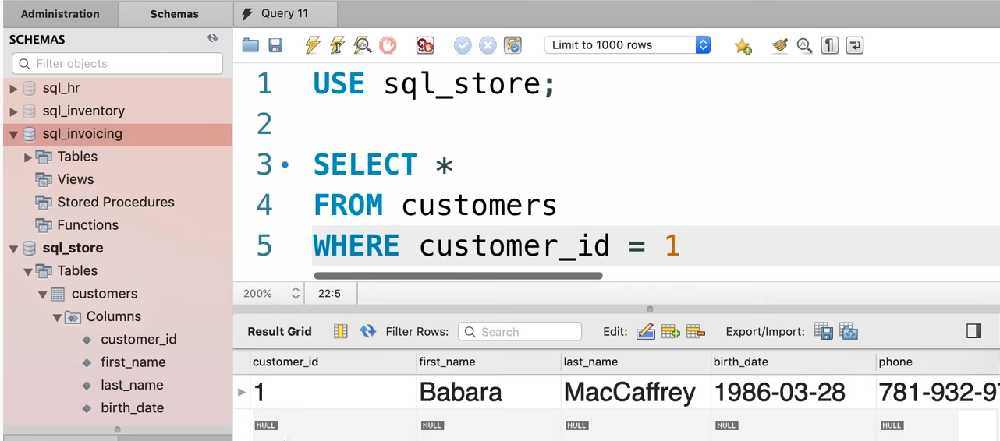 Administration
Schemas
Query 11
SCHEMAS
Filter objects
Limit to 1000 rows
sql_hr
sql_inventory
sql_invoicing
Tables
Views
Stored Procedures
Functions
sql_store
Tables
customers
Columns
customer_id
first_name
last_name
birth_date
1 USE sql_store;
2
3 SELECT *
4 FROM customers
5 WHERE customer_id = 1
200% 22:5
Result Grid Filter Rows: Search Edit: Export/Import:
customer_id first_name last_name birth_date phone
1 Babara MacCaffrey 1986-03-28 781-932-9
NULL NULL NULL NULL NULL